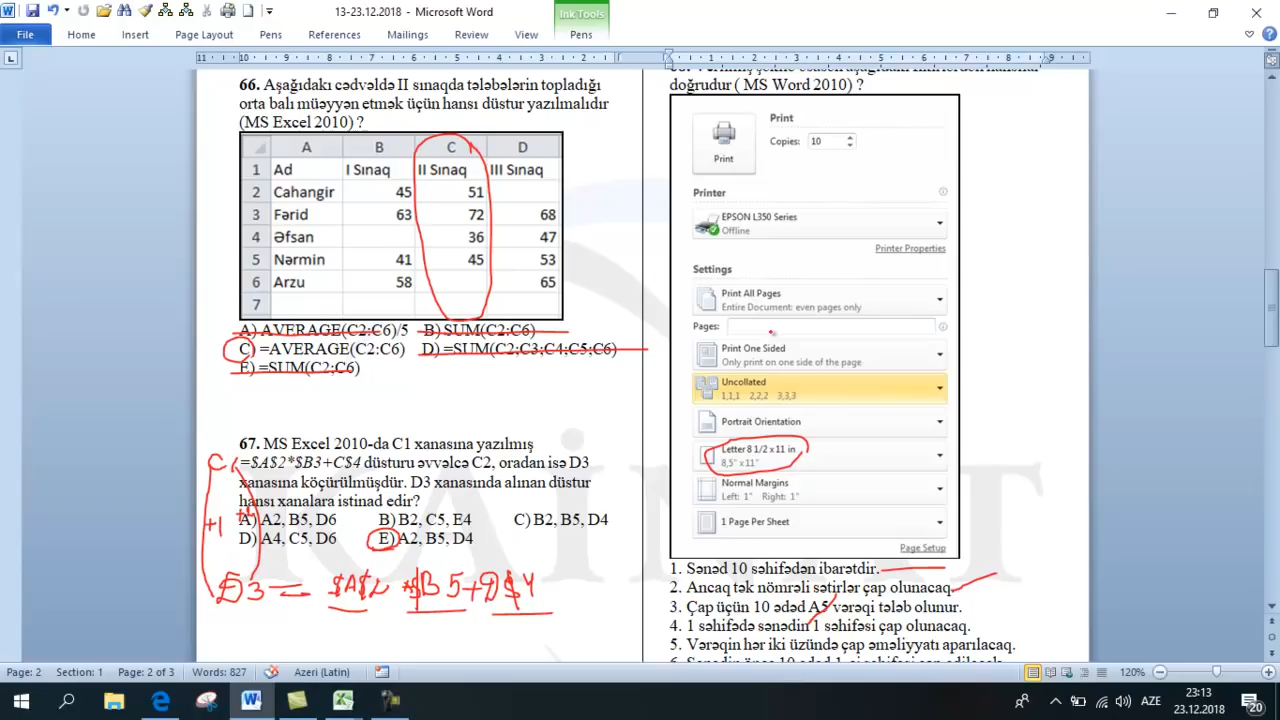 13-23.12.2018 - Microsoft Word
Ink Tools
File Home Insert Page Layout Pens References Mailings Review View Pens
66. Aşağıdakı cədvəldə II sınaqda tələbələrin topladığı
orta balı müəyyən etmək üçün hansı düstur yazılmalıdır
(MS Excel 2010) ?
A B C D
1 Ad I Sınaq II Sınaq III Sınaq
2 Cahangir 45 51
3 Fərid 63 72 68
4 Əfsan 36 47
5 Nərmin 41 45 53
6 Arzu 58 65
7
A) AVERAGE(C2:C6)/5 B) SUM(C2:C6)
C) =AVERAGE(C2:C6) D) =SUM(C2;C3;C4;C5;C6)
E) =SUM(C2:C6)
67. MS Excel 2010-da C1 xanasına yazılmış
=$A$2*$B3+C$4 düsturu əvvəlcə C2, oradan isə D3
xanasına köçürülmüşdür. D3 xanasında alınan düstur
hansı xanalara istinad edir?
A) A2, B5, D6 B) B2, C5, E4 C) B2, B5, D4
D) A4, C5, D6 E) A2, B5, D4
C1
+1
D3 = $A$2 *$B5+D$4
doğrudur ( MS Word 2010) ?
Print
Print
Copies: 10
Printer
EPSON L350 Series
Offline
Printer Properties
Settings
Print All Pages
Entire Document: even pages only
Pages:
Print One Sided
Only print on one side of the page
Uncollated
1,1,1 2,2,2 3,3,3
Portrait Orientation
Letter 8 1/2 x 11 in
8,5" x 11"
Normal Margins
Left: 1" Right: 1"
1 Page Per Sheet
Page Setup
1. Sənəd 10 səhifədən ibarətdir.
2. Ancaq tək nömrəli sətirlər çap olunacaq.
3. Çap üçün 10 ədəd A5 vərəqi tələb olunur.
4. 1 səhifədə sənədin 1 səhifəsi çap olunacaq.
5. Vərəqin hər iki üzündə çap əməliyyatı aparılacaq.
Page: 2 Section: 1 Page: 2 of 3 Words: 827 Azeri (Latin) 120%
AZE
23:13
23.12.2018
20